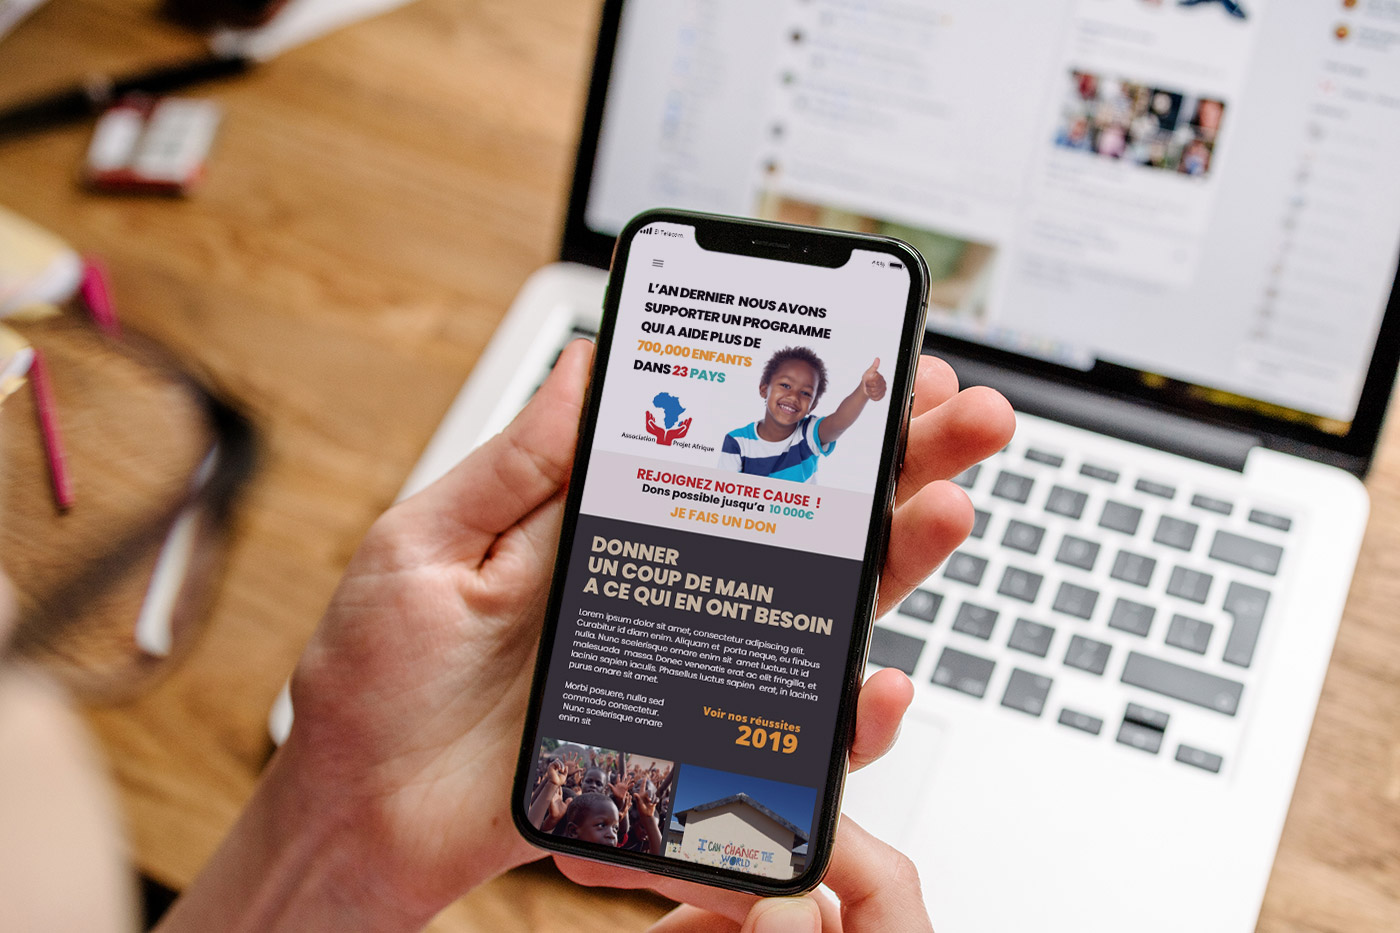 El Telecom
L'AN DERNIER NOUS AVONS
SUPPORTER UN PROGRAMME
QUI A AIDE PLUS DE
700,000 ENFANTS
DANS 23 PAYS
Association Projet Afrique
REJOIGNEZ NOTRE CAUSE !
Dons possible jusqu'a 10 000€
JE FAIS UN DON
DONNER
UN COUP DE MAIN
A CE QUI EN ONT BESOIN
Lorem ipsum dolor sit amet, consectetur adipiscing elit.
Curabitur id diam enim. Aliquam et porta neque, eu finibus
nulla. Nunc scelerisque ornare enim sit amet luctus. Ut id
malesuada massa. Donec venenatis erat ac elit fringilla, et
lacinia sapien iaculis. Phasellus luctus sapien erat, in lacinia
purus ornare sit amet.
Morbi posuere, nulla sed
commodo consectetur.
Nunc scelerisque ornare
enim sit
Voir nos réussites
2019
I CAN CHANGE THE
WORLD